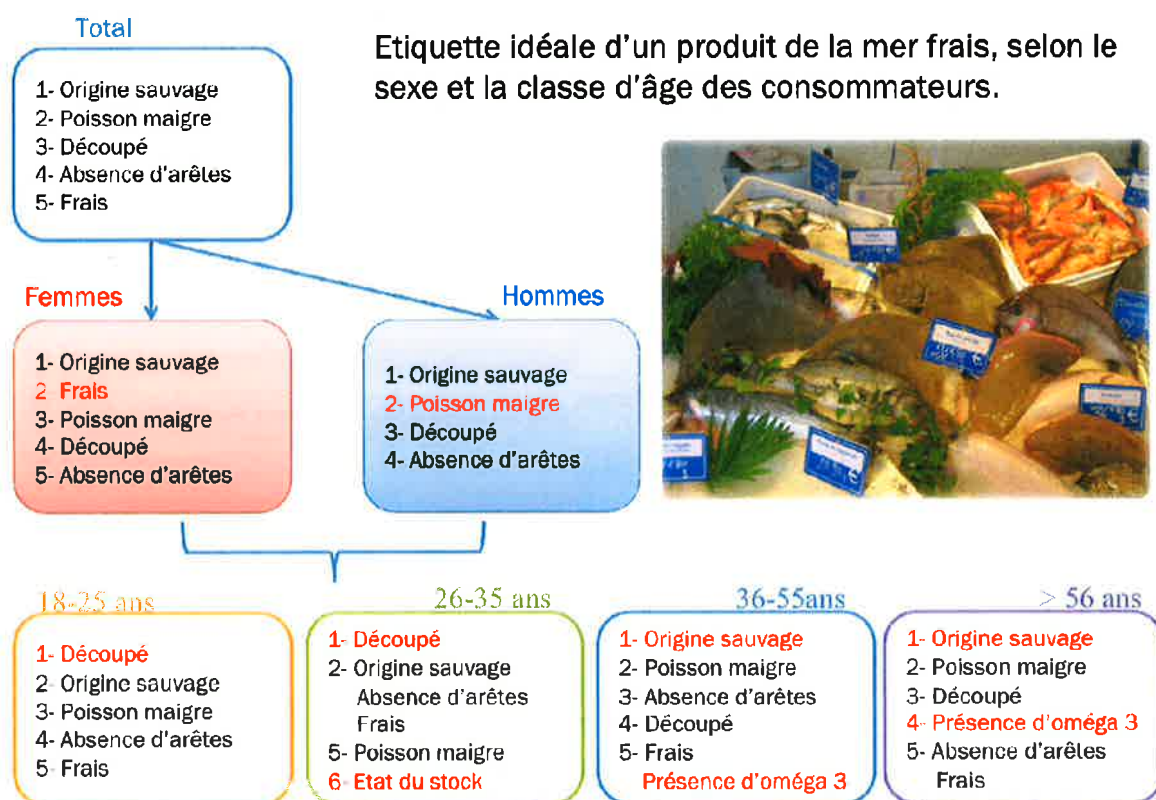 Total
1- Origine sauvage
2- Poisson maigre
3- Découpé
4- Absence d'arêtes
5- Frais
Etiquette idéale d'un produit de la mer frais, selon le
sexe et la classe d'âge des consommateurs.
Femmes
1- Origine sauvage
2 Frais
3- Poisson maigre
4- Découpé
5- Absence d'arêtes
Hommes
1- Origine sauvage
2- Poisson maigre
3- Découpé
4- Absence d'arêtes
18-25 ans
1- Découpé
2- Origine sauvage
3- Poisson maigre
4- Absence d'arêtes
5- Frais
26-35 ans
1- Découpé
2- Origine sauvage
Absence d'arêtes
Frais
5- Poisson maigre
6- Etat du stock
36-55ans
1- Origine sauvage
2- Poisson maigre
3- Absence d'arêtes
4- Découpé
5- Frais
Présence d'oméga 3
> 56 ans
1- Origine sauvage
2- Poisson maigre
3- Découpé
4- Présence d'oméga 3
5- Absence d'arêtes
Frais